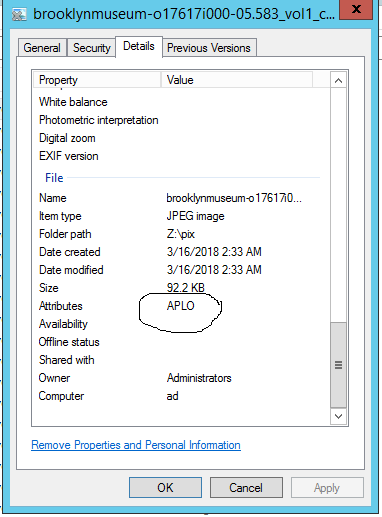 brooklynmuseum-o17617i000-05.583_vol1_c...
x
General Security Details Previous Versions
Property Value
White balance
Photometric interpretation
Digital zoom
EXIF version
File
Name brooklynmuseum-o17617i0...
Item type JPEG image
Folder path Z:\pix
Date created 3/16/2018 2:33 AM
Date modified 3/16/2018 2:33 AM
Size 92.2 KB
Attributes APLO
Availability
Offline status
Shared with
Owner Administrators
Computer ad
Remove Properties and Personal Information
OK Cancel Apply